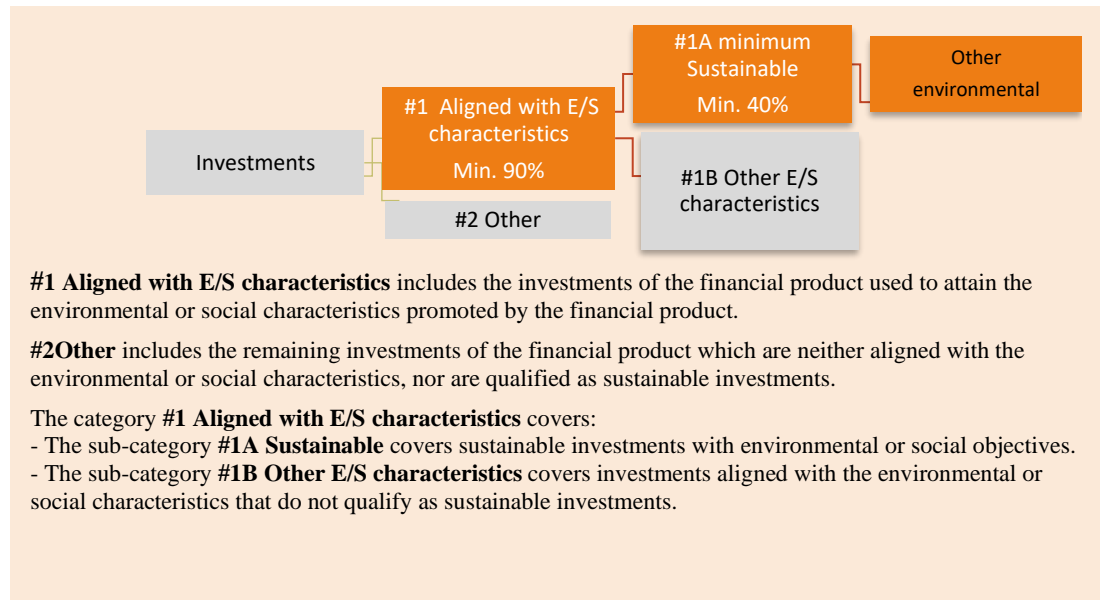 #1A minimum
Sustainable
Min. 40%
Other
environmental
#1 Aligned with E/S
characteristics
Min. 90%
Investments
#1B Other E/S
characteristics
#2 Other
#1 Aligned with E/S characteristics includes the investments of the financial product used to attain the
environmental or social characteristics promoted by the financial product.
#2Other includes the remaining investments of the financial product which are neither aligned with the
environmental or social characteristics, nor are qualified as sustainable investments.
The category #1 Aligned with E/S characteristics covers:
- The sub-category #1A Sustainable covers sustainable investments with environmental or social objectives.
- The sub-category #1B Other E/S characteristics covers investments aligned with the environmental or
social characteristics that do not qualify as sustainable investments.